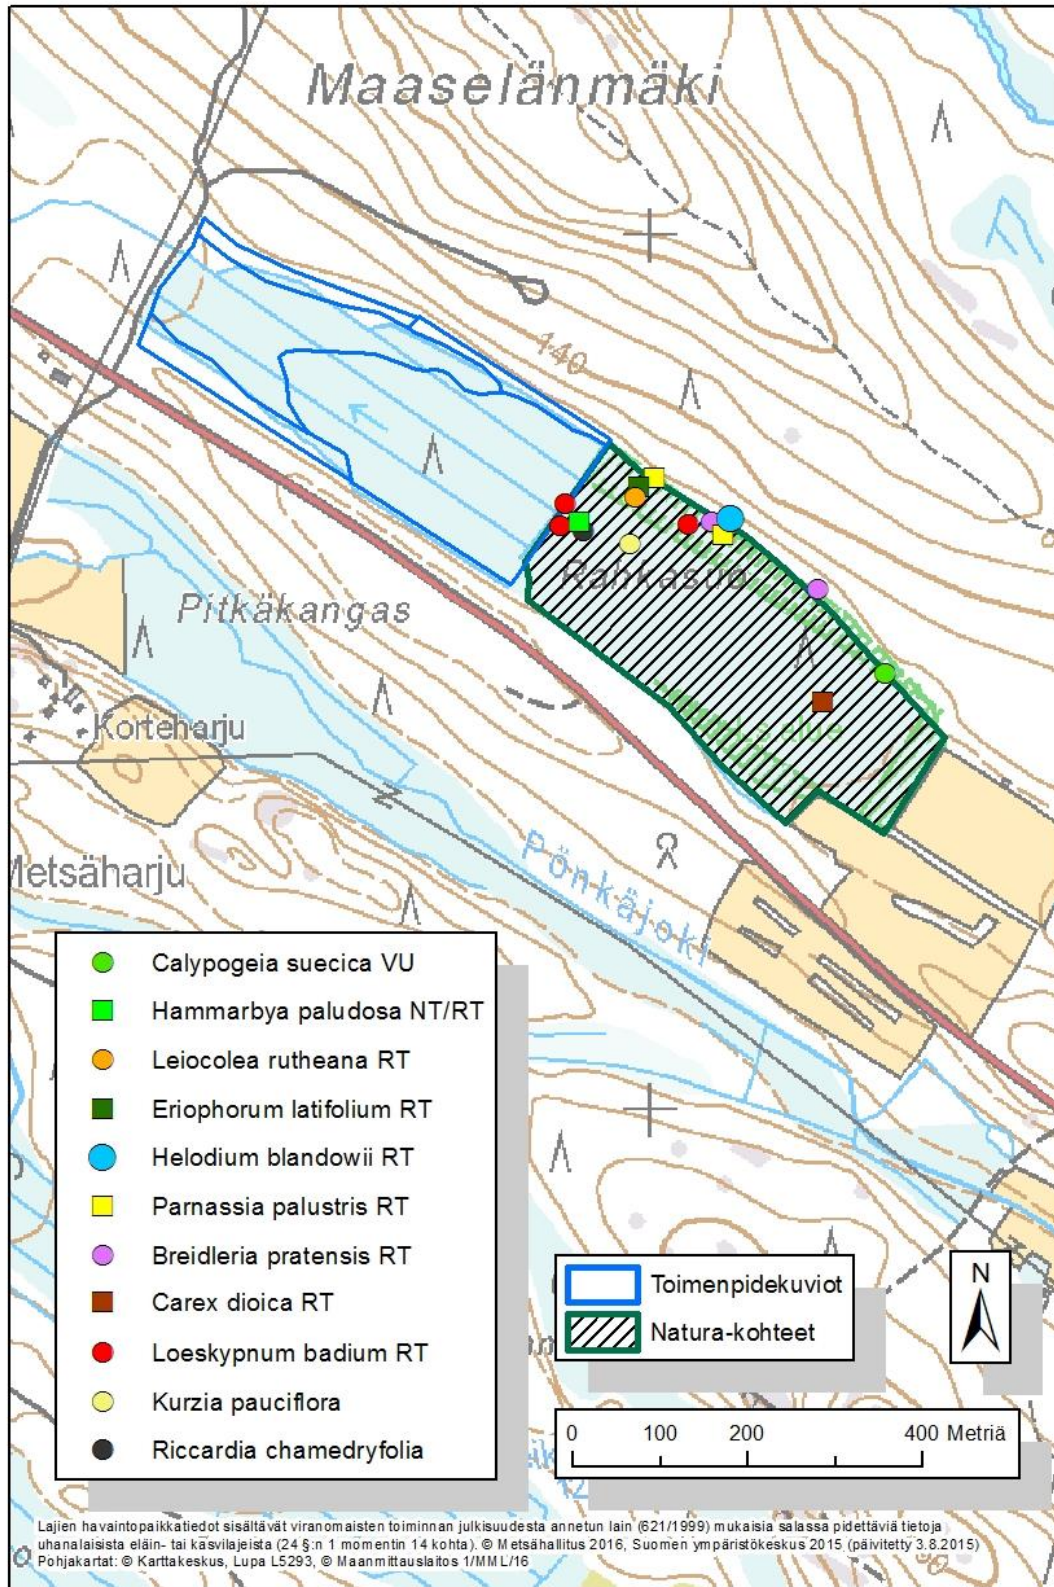 Maaselänmäki
140
Rahkasuo
Pitkäkangas
Korteharju
Pönkäjoki
Metsäharju
Calypogeia suecica VU
Hammarbya paludosa NT/RT
Leiocolea rutheana RT
Eriophorum latifolium RT
Helodium blandowii RT
Parnassia palustris RT
Breidleria pratensis RT
Carex dioica RT
Loeskypnum badium RT
Kurzia pauciflora
Riccardia chamedryfolia
Toimenpidekuviot
Natura-kohteet
N
0 100 200 400 Metriä
Lajien havaintopaikkatiedot sisältävät viranomaisten toiminnan julkisuudesta annetun lain (621/1999) mukaisia salassa pidettäviä tietoja
uhanalaisista eläin- tai kasvilajeista (24 §:n 1 momentin 14 kohta). © Metsähallitus 2016, Suomen ympäristökeskus 2015 (päivitetty 3.8.2015)
Pohjakartat: © Karttakeskus, Lupa L5293, © Maanmittauslaitos 1/MML/16